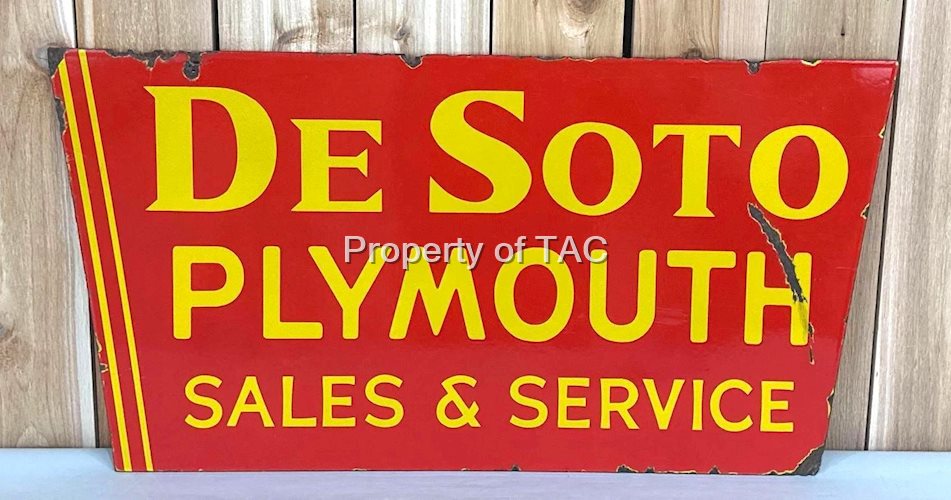 DE SOTO
Property of TAC
PLYMOUTH
SALES & SERVICE